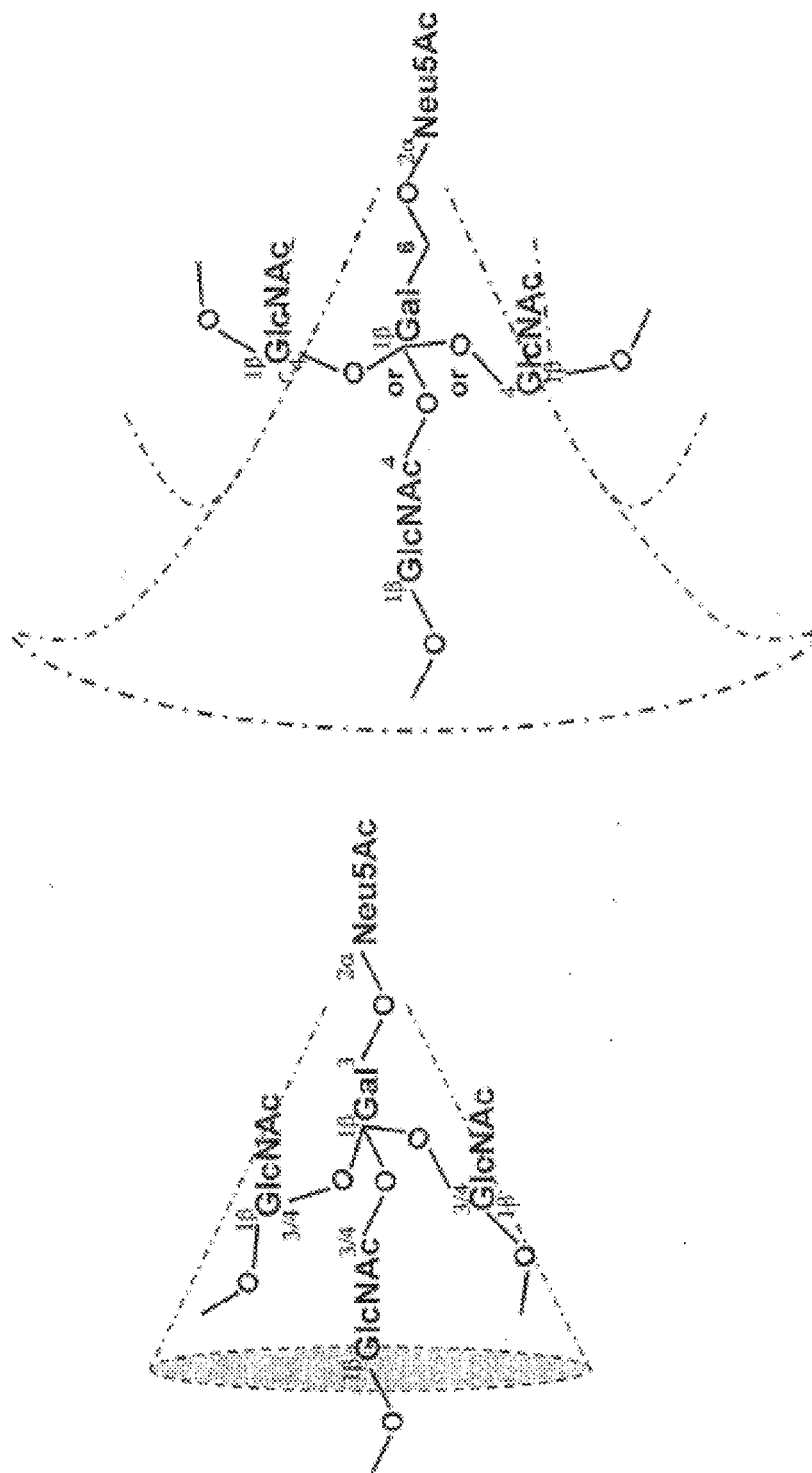 1β GlcNAc
O
3/4
O
1β Gal 3
2α Neu5Ac
O
1β GlcNAc 3/4
O
O
O
3/4 GlcNAc
1β
O
O
1β GlcNAc
O
or
1β Gal 6
O
2α Neu5Ac
1β GlcNAc 4
O
O
or
O
4 GlcNAc
1β
O